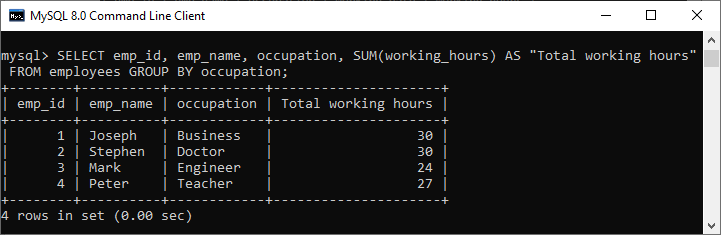 MySQL 8.0 Command Line Client
mysql> SELECT emp_id, emp_name, occupation, SUM(working_hours) AS "Total working hours"
 FROM employees GROUP BY occupation;
+--------+----------+------------+---------------------+
| emp_id | emp_name | occupation | Total working hours |
+--------+----------+------------+---------------------+
|      1 | Joseph   | Business   |                  30 |
|      2 | Stephen  | Doctor     |                  30 |
|      3 | Mark     | Engineer   |                  24 |
|      4 | Peter    | Teacher    |                  27 |
+--------+----------+------------+---------------------+
4 rows in set (0.00 sec)